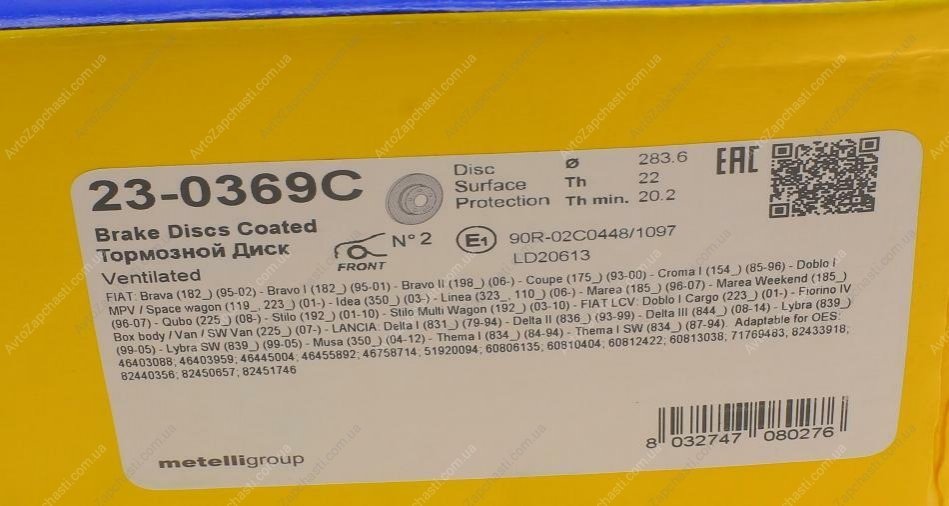 23-0369C
Disc Surface Protection
Ø 283.6
Th 22
Th min. 20.2
EAC
Brake Discs Coated
Тормозной Диск
Ventilated
FRONT
N° 2
E1
90R-02C0448/1097
LD20613
FIAT: Brava (182_) (95-02) - Bravo I (182_) (95-01) - Bravo II (198_) (06-) - Coupe (175_) (93-00) - Croma I (154_) (85-96) - Doblo I
MPV / Space wagon (119_, 223_) (01-) - Idea (350_) (03-) - Linea (323_, 110_) (06-) - Marea (185_) (96-07) - Marea Weekend (185_)
(96-07) - Qubo (225_) (08-) - Stilo (192_) (01-10) - Stilo Multi Wagon (192_) (03-10) - FIAT LCV: Doblo I Cargo (223_) (01-) - Fiorino IV
Box body / Van / SW Van (225_) (07-) - LANCIA: Delta I (831_) (79-94) - Delta II (836_) (93-99) - Delta III (844_) (08-14) - Lybra (839_)
(99-05) - Lybra SW (839_) (99-05) - Musa (350_) (04-12) - Thema I (834_) (84-94) - Thema I SW (834_) (87-94). Adaptable for OES:
46403088; 46403959; 46445004; 46455892; 46758714; 51920094; 60806135; 60810404; 60812422; 60813038; 71769483; 82433918;
82440356; 82450657; 82451746
8 032747 080276
metelligroup
AvtoZapchasti.com.ua